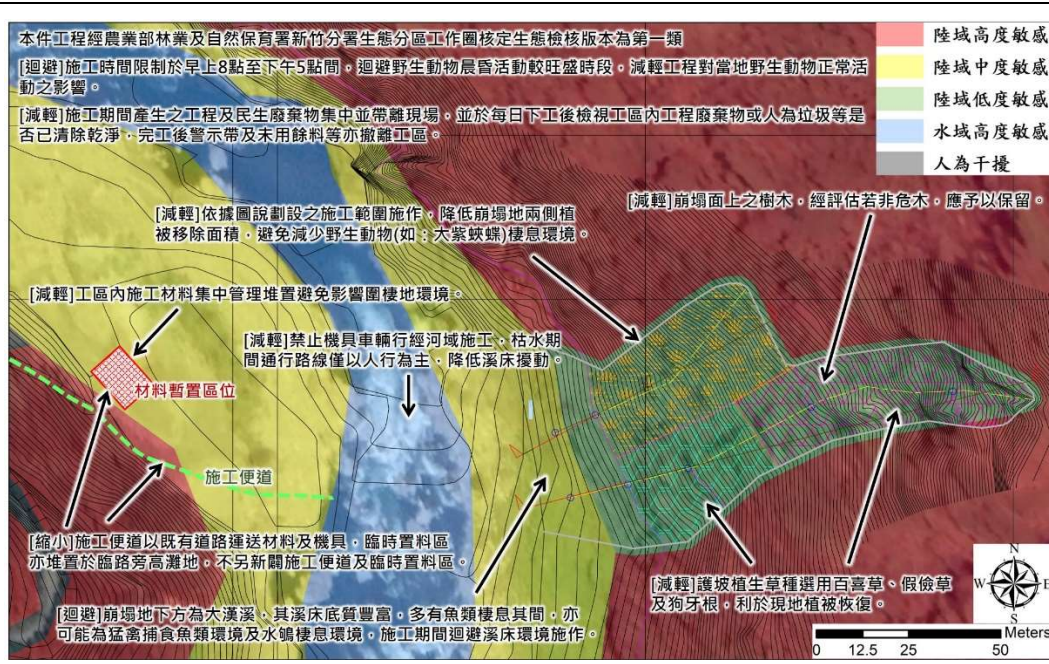 本件工程經農業部林業及自然保育署新竹分署生態分區工作圈核定生態檢核版本為第一類
[迴避]施工時間限制於早上8點至下午5點間，迴避野生動物晨昏活動較旺盛時段，減輕工程對當地野生動物正常活
動之影響。
[減輕]施工期間產生之工程及民生廢棄物集中並帶離現場，並於每日下工後檢視工區內工程廢棄物或人為垃圾等是
否已清除乾淨，完工後警示帶及未用餘料等亦撤離工區。
陸域高度敏感
陸域中度敏感
陸域低度敏感
水域高度敏感
人為干擾
[減輕]依據圖說劃設之施工範圍施作，降低崩塌地兩側植
被移除面積，避免減少野生動物(如：大紫蛺蝶)棲息環境。
[減輕]崩塌面上之樹木，經評估若非危木，應予以保留。
[減輕]工區內施工材料集中管理堆置避免影響圍棲地環境。
[減輕]禁止機具車輛行經河域施工，枯水期
間通行路線僅以人行為主，降低溪床擾動。
材料暫置區位
施工便道
[縮小]施工便道以既有道路運送材料及機具，臨時置料區
亦堆置於臨路旁高灘地，不另新闢施工便道及臨時置料區。
[迴避]崩塌地下方為大漢溪，其溪床底質豐富，多有魚類棲息其間，亦
可能為猛禽捕食魚類環境及水鴝棲息環境，施工期間迴避溪床環境施作。
[減輕]護坡植生草種選用百喜草、假儉草
及狗牙根，利於現地植被恢復。
N
W E
S
Meters
0 12.5 25 50